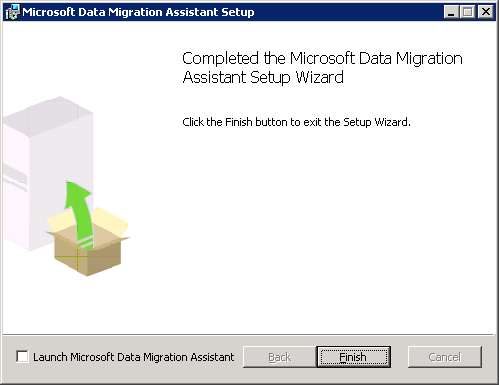 Microsoft Data Migration Assistant Setup
Completed the Microsoft Data Migration
Assistant Setup Wizard
Click the Finish button to exit the Setup Wizard.
Launch Microsoft Data Migration Assistant
Back
Finish
Cancel